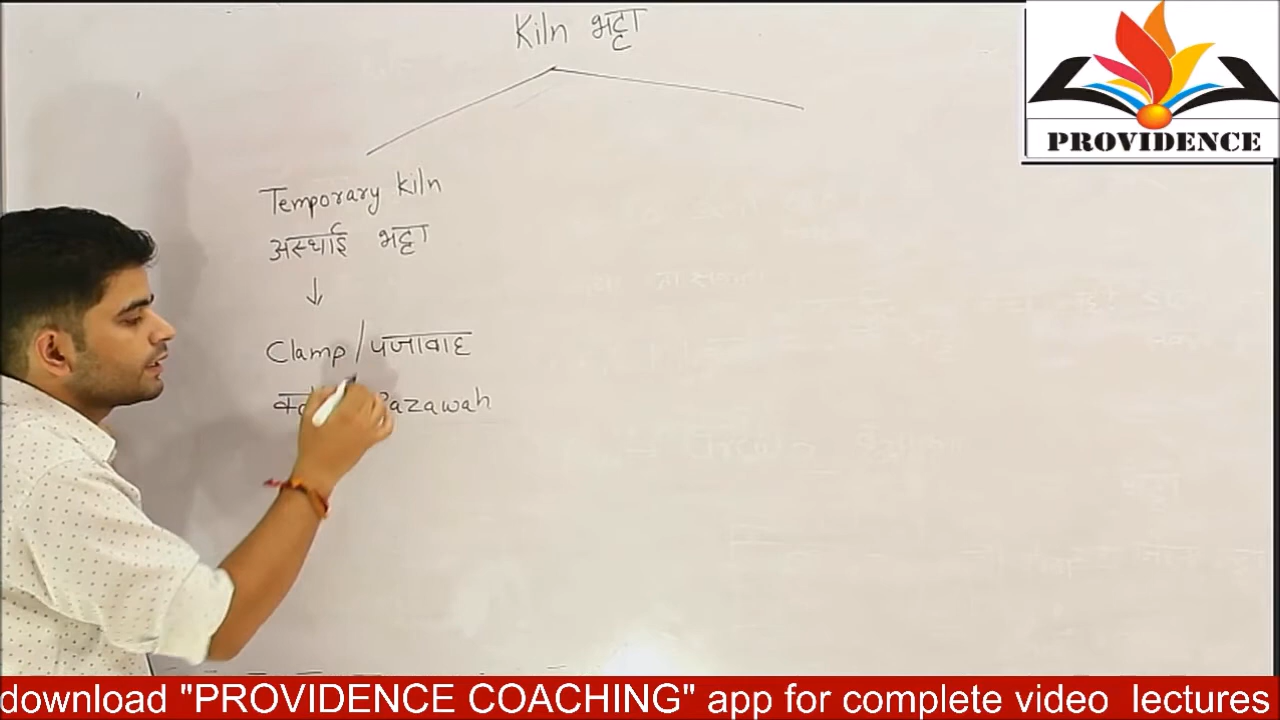 Kiln भट्टा
PROVIDENCE
Temporary Kiln
अस्थाई भट्टा
↓
Clamp / पजावाह
Pazawah
download "PROVIDENCE COACHING" app for complete video lectures